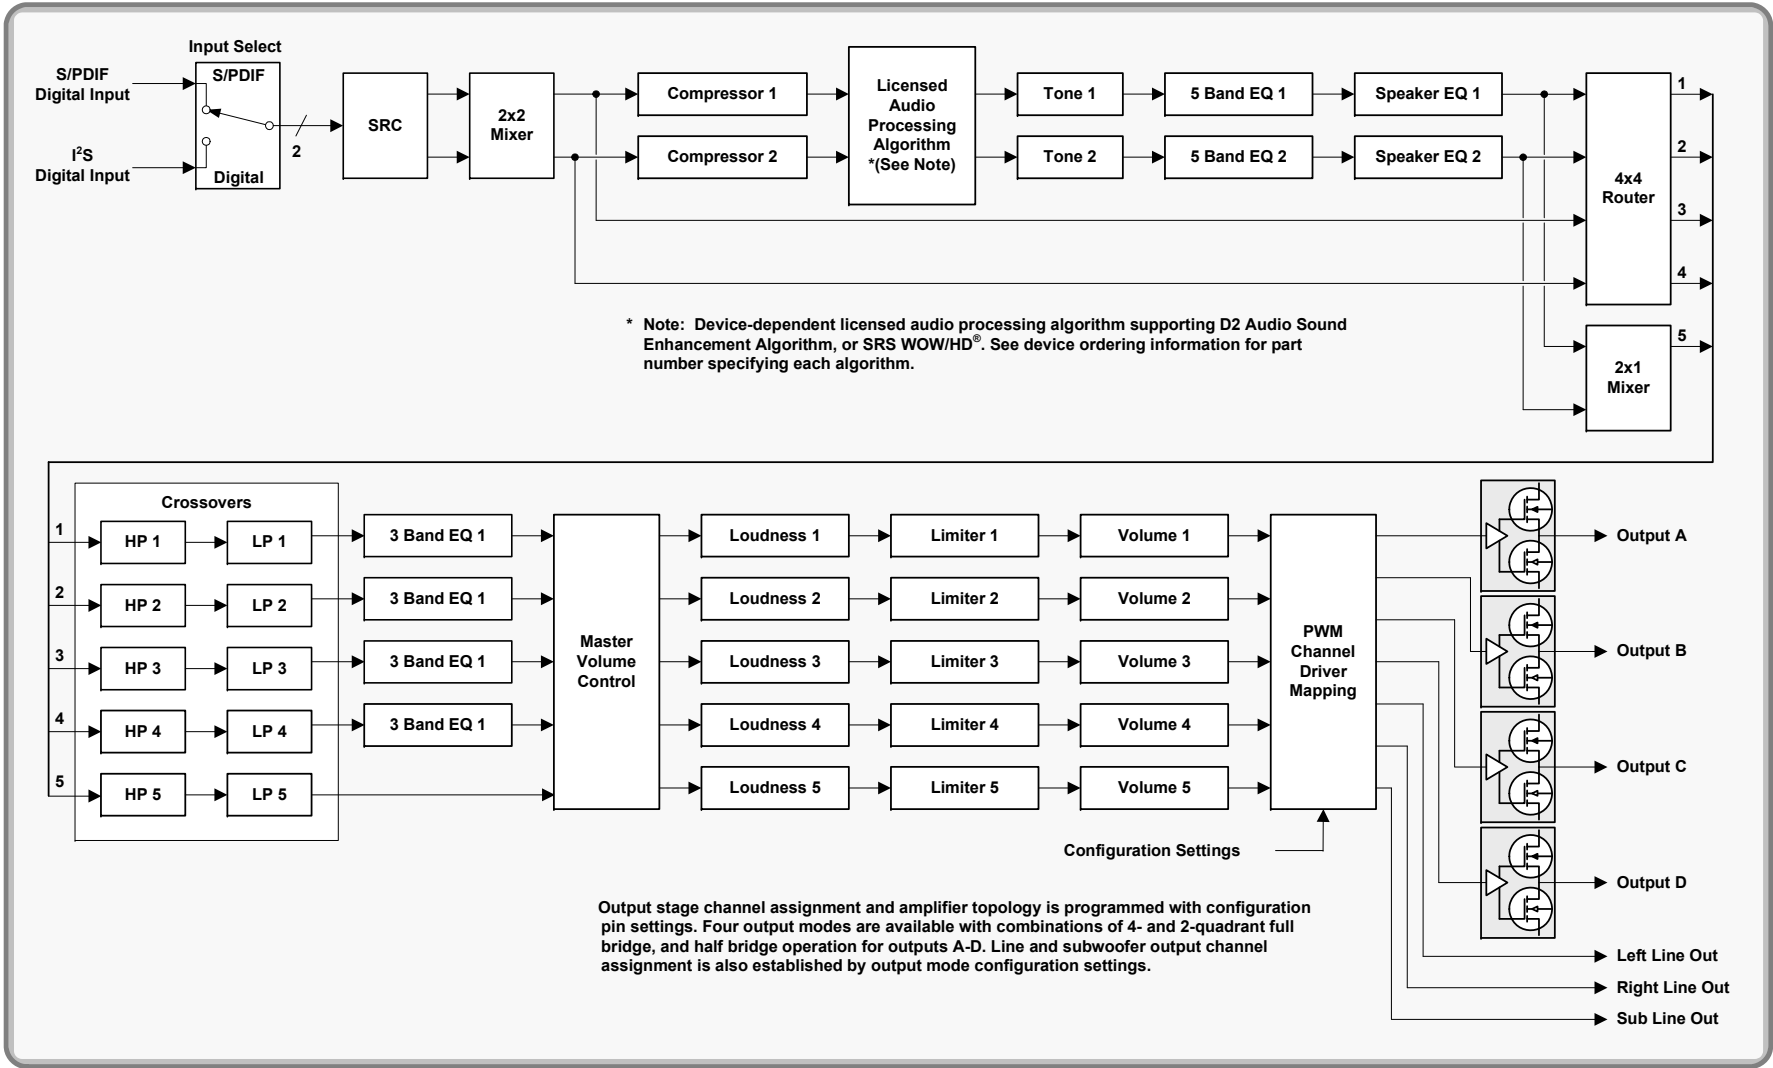 Input Select
S/PDIF
Digital Input
S/PDIF
I²S
Digital Input
Digital
2
SRC
2x2
Mixer
Compressor 1
Compressor 2
Licensed
Audio
Processing
Algorithm
*(See Note)
Tone 1
Tone 2
5 Band EQ 1
5 Band EQ 2
Speaker EQ 1
Speaker EQ 2
4x4
Router
1
2
3
4
5
2x1
Mixer
* Note: Device-dependent licensed audio processing algorithm supporting D2 Audio Sound
Enhancement Algorithm, or SRS WOW/HD®. See device ordering information for part
number specifying each algorithm.
Crossovers
1
HP 1
LP 1
3 Band EQ 1
2
HP 2
LP 2
3 Band EQ 1
3
HP 3
LP 3
3 Band EQ 1
4
HP 4
LP 4
3 Band EQ 1
5
HP 5
LP 5
Master
Volume
Control
Loudness 1
Limiter 1
Volume 1
Loudness 2
Limiter 2
Volume 2
Loudness 3
Limiter 3
Volume 3
Loudness 4
Limiter 4
Volume 4
Loudness 5
Limiter 5
Volume 5
PWM
Channel
Driver
Mapping
Configuration Settings
Output A
Output B
Output C
Output D
Left Line Out
Right Line Out
Sub Line Out
Output stage channel assignment and amplifier topology is programmed with configuration
pin settings. Four output modes are available with combinations of 4- and 2-quadrant full
bridge, and half bridge operation for outputs A-D. Line and subwoofer output channel
assignment is also established by output mode configuration settings.